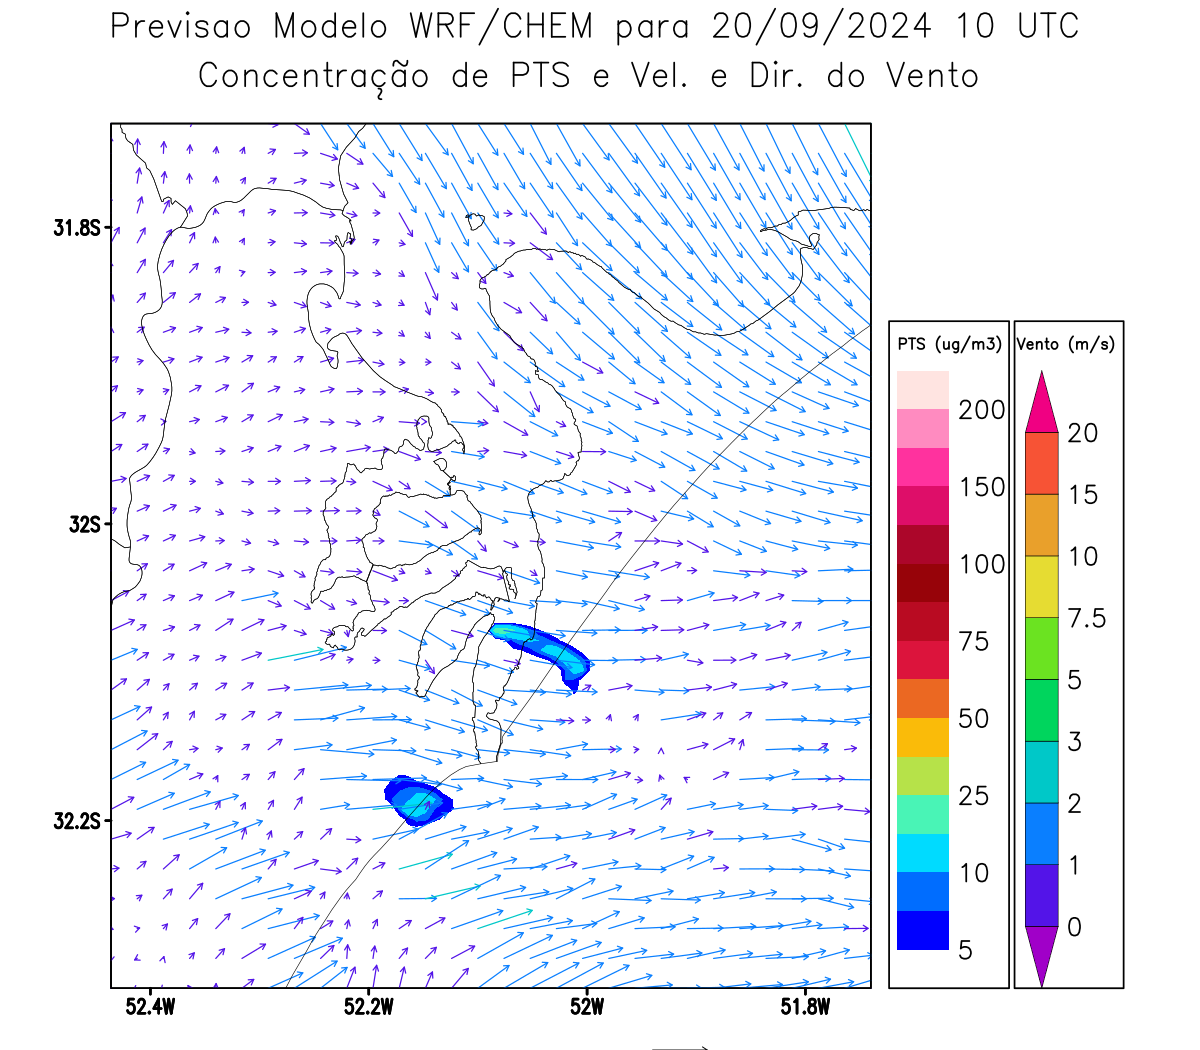 Previsao Modelo WRF/CHEM para 20/09/2024 10 UTC
Concentração de PTS e Vel. e Dir. do Vento
31.8S
32S
32.2S
52.4W
52.2W
52W
51.8W
PTS (ug/m3)
200
150
100
75
50
25
10
5
Vento (m/s)
20
15
10
7.5
5
3
2
1
0